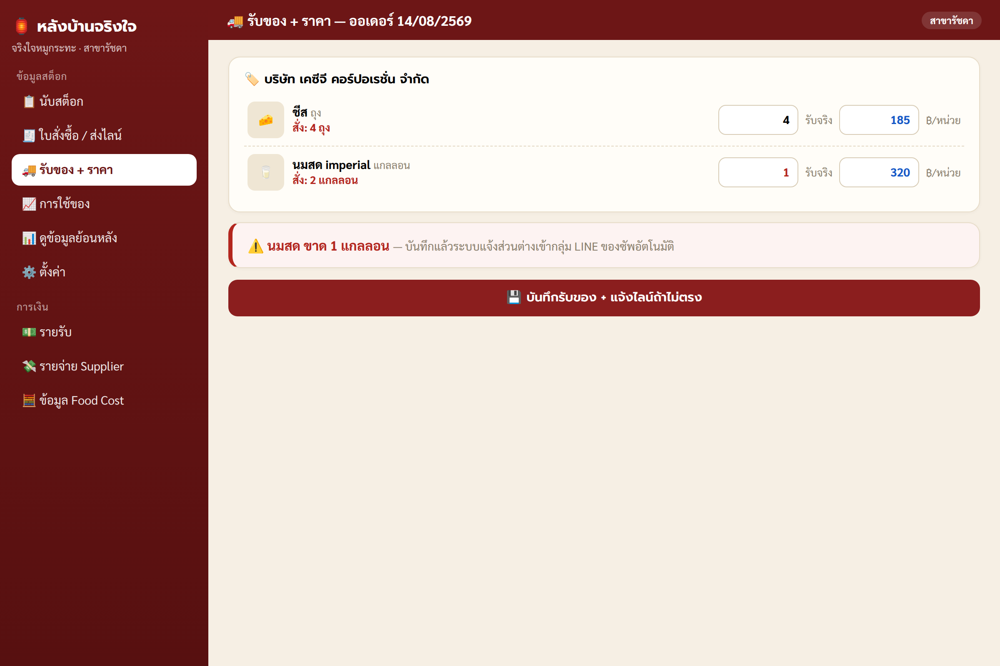 หลังบ้านจริงใจ
จริงใจหมูกระทะ · สาขารัชดา
ข้อมูลสต็อก
นับสต็อก
ใบสั่งซื้อ / ส่งไลน์
รับของ + ราคา
การใช้ของ
ดูข้อมูลย้อนหลัง
ตั้งค่า
การเงิน
รายรับ
รายจ่าย Supplier
ข้อมูล Food Cost
รับของ + ราคา — ออเดอร์ 14/08/2569
สาขารัชดา
บริษัท เคซีจี คอร์ปอเรชั่น จำกัด
ชีส ถุง
สั่ง: 4 ถุง
4 รับจริง 185 ฿/หน่วย
นมสด imperial แกลลอน
สั่ง: 2 แกลลอน
1 รับจริง 320 ฿/หน่วย
นมสด ขาด 1 แกลลอน — บันทึกแล้วระบบแจ้งส่วนต่างเข้ากลุ่ม LINE ของซัพอัตโนมัติ
บันทึกรับของ + แจ้งไลน์ถ้าไม่ตรง